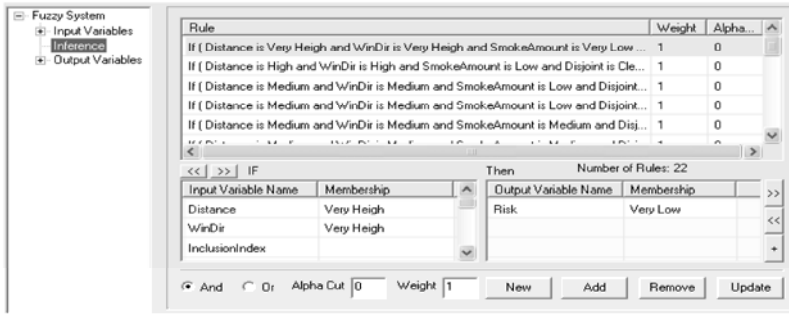 Fuzzy System
Input Variables
Inference
Output Variables
Rule Weight Alpha...
If ( Distance is Very Heigh and WinDir is Very Heigh and SmokeAmount is Very Low ... 1 0
If ( Distance is High and WinDir is High and SmokeAmount is Low and Disjoint is Cle... 1 0
If ( Distance is Medium and WinDir is Medium and SmokeAmount is Low and Disjoint... 1 0
If ( Distance is Medium and WinDir is Medium and SmokeAmount is Low and Disjoint... 1 0
If ( Distance is Medium and WinDir is Medium and SmokeAmount is Medium and Disj... 1 0
<< >> IF Then Number of Rules: 22
Input Variable Name Membership Output Variable Name Membership >>
Distance Very Heigh Risk Very Low
WinDir Very Heigh <<
InclusionIndex +
And Or Alpha Cut 0 Weight 1 New Add Remove Update